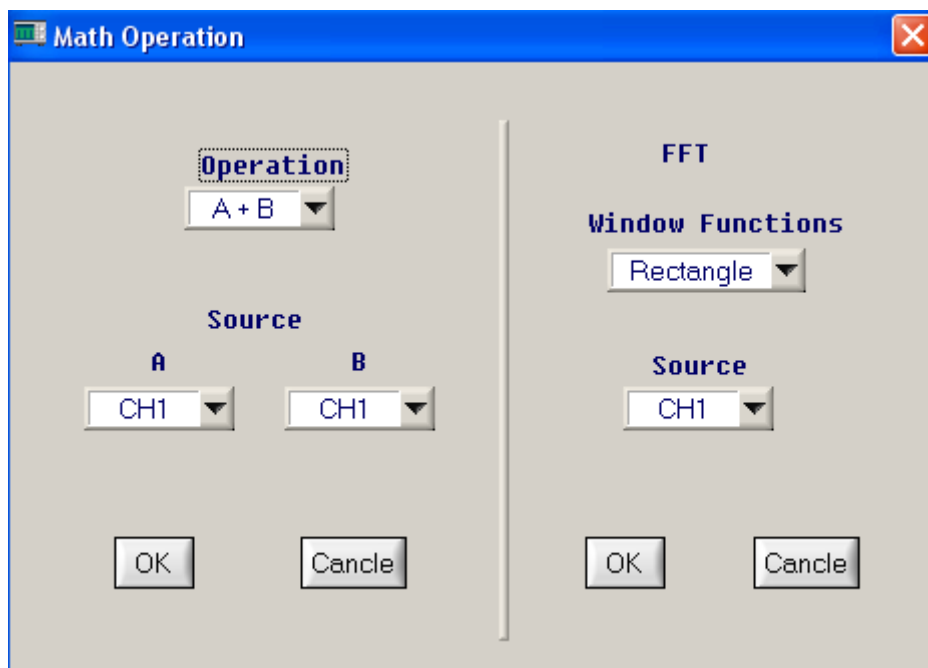 Math Operation
Operation
A + B
Source
A B
CH1 CH1
OK Cancle
FFT
Window Functions
Rectangle
Source
CH1
OK Cancle